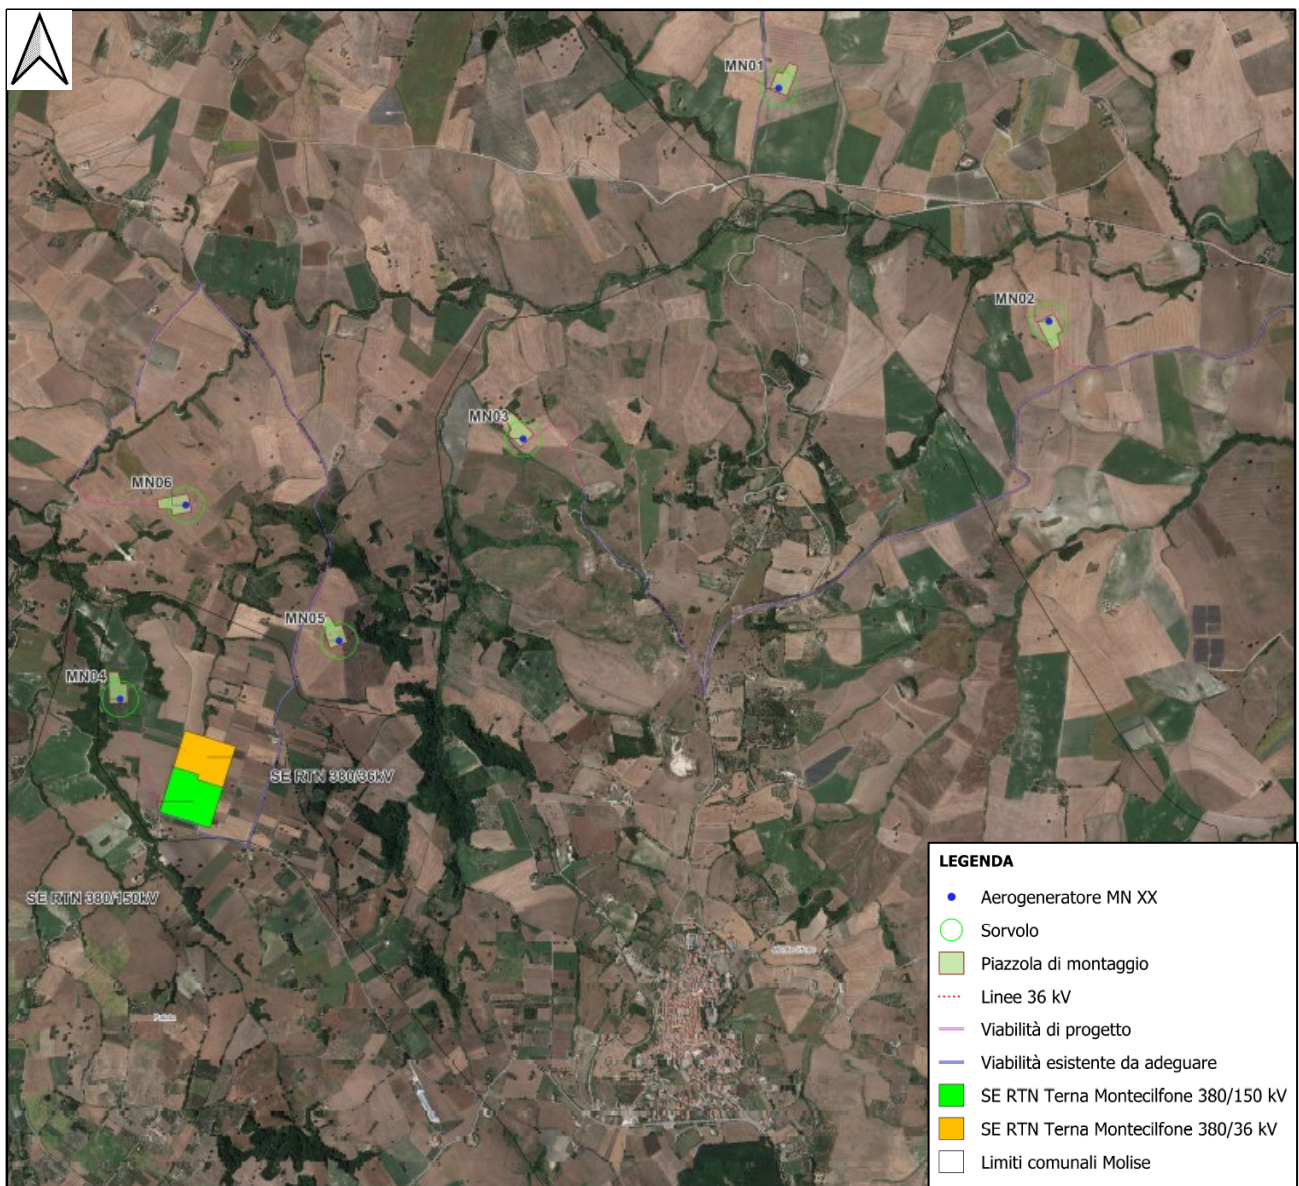 MN01
MN02
MN03
MN06
MN05
MN04
SE RTN 380/36kV
SE RTN 380/150kV
LEGENDA
Aerogeneratore MN XX
Sorvolo
Piazzola di montaggio
Linee 36 kV
Viabilità di progetto
Viabilità esistente da adeguare
SE RTN Terna Montecilfone 380/150 kV
SE RTN Terna Montecilfone 380/36 kV
Limiti comunali Molise